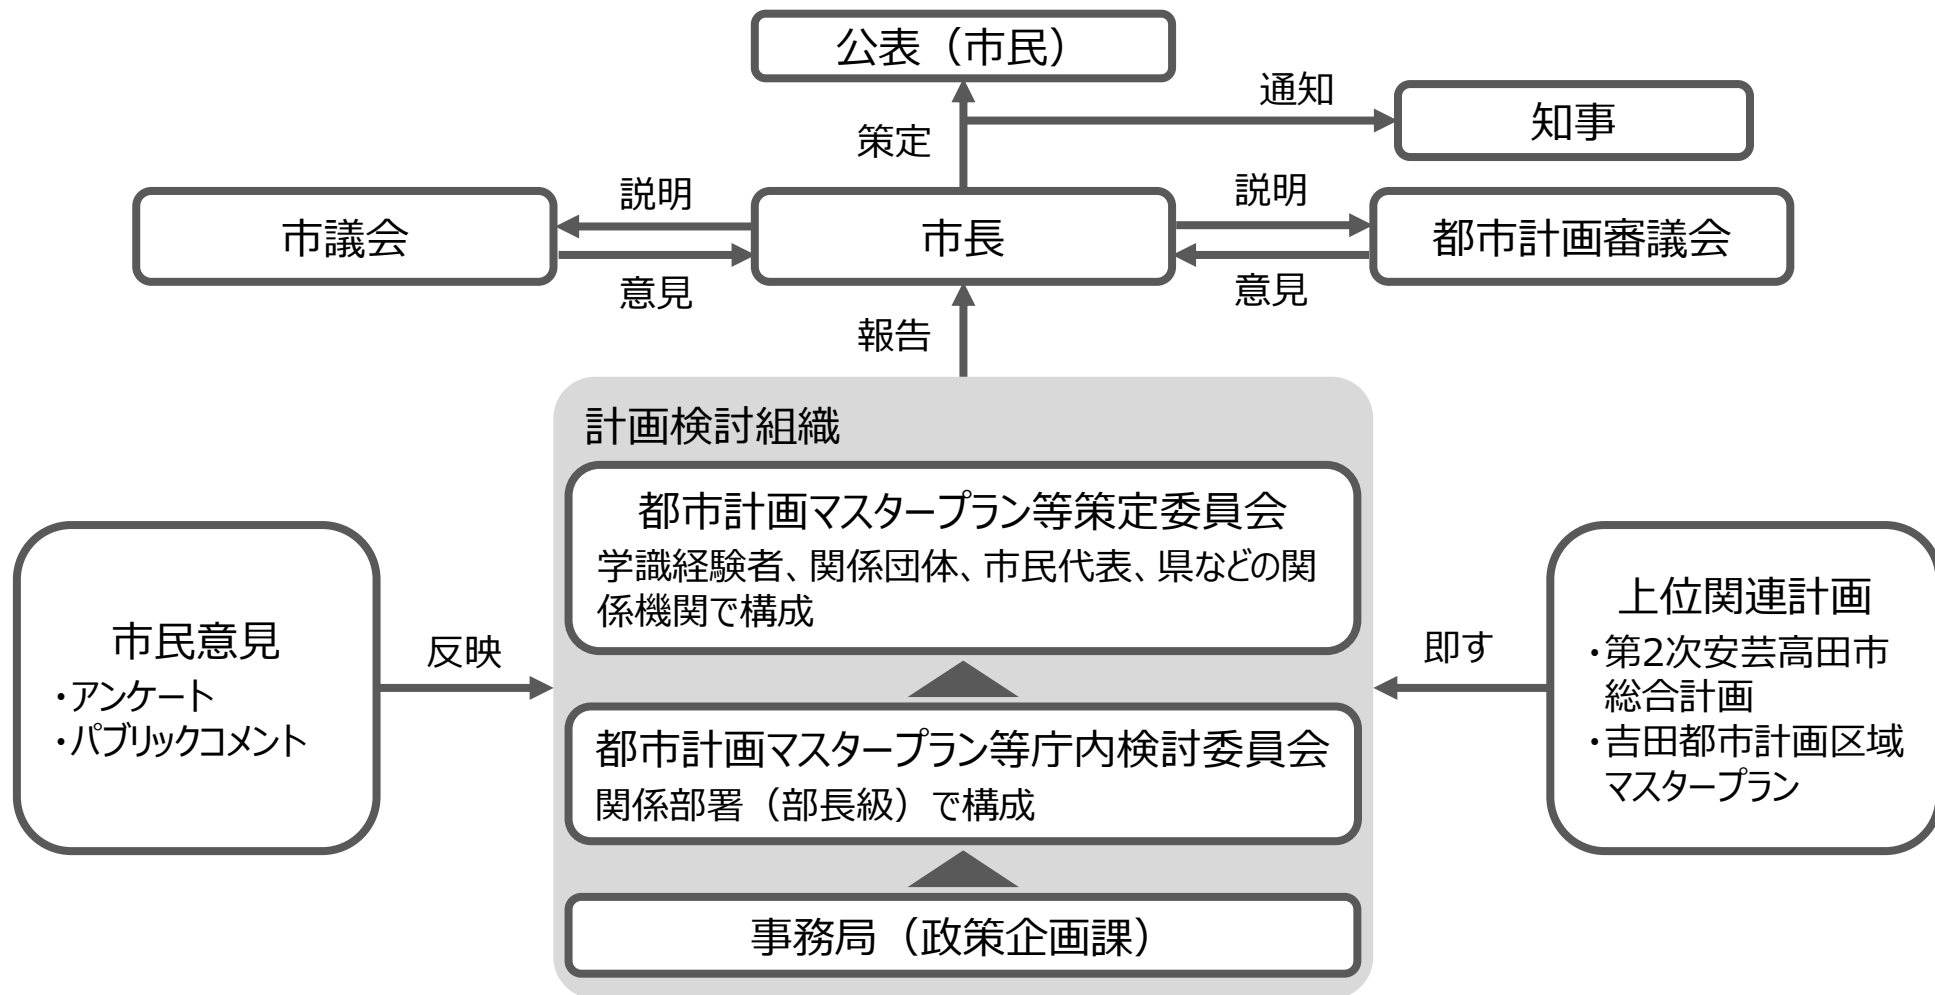 公表（市民）
通知
知事
策定
市議会
説明
意見
市長
説明
意見
都市計画審議会
報告
計画検討組織
都市計画マスタープラン等策定委員会
学識経験者、関係団体、市民代表、県などの関
係機関で構成
市民意見
・アンケート
・パブリックコメント
反映
即す
上位関連計画
・第2次安芸高田市
総合計画
・吉田都市計画区域
マスタープラン
都市計画マスタープラン等庁内検討委員会
関係部署（部長級）で構成
事務局（政策企画課）